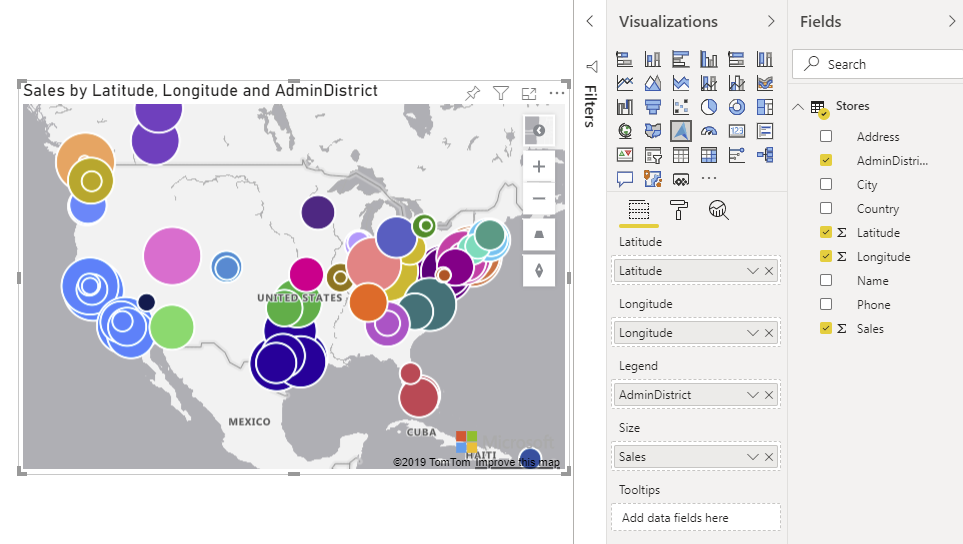 Sales by Latitude, Longitude and AdminDistrict
UNITED STATES
MEXICO
CUBA
Microsoft
HAITI
©2019 TomTom Improve this map
Filters
Visualizations
123
Latitude
Latitude
Longitude
Longitude
Legend
AdminDistrict
Size
Sales
Tooltips
Add data fields here
Fields
Search
Stores
Address
AdminDistri...
City
Country
Latitude
Longitude
Name
Phone
Sales